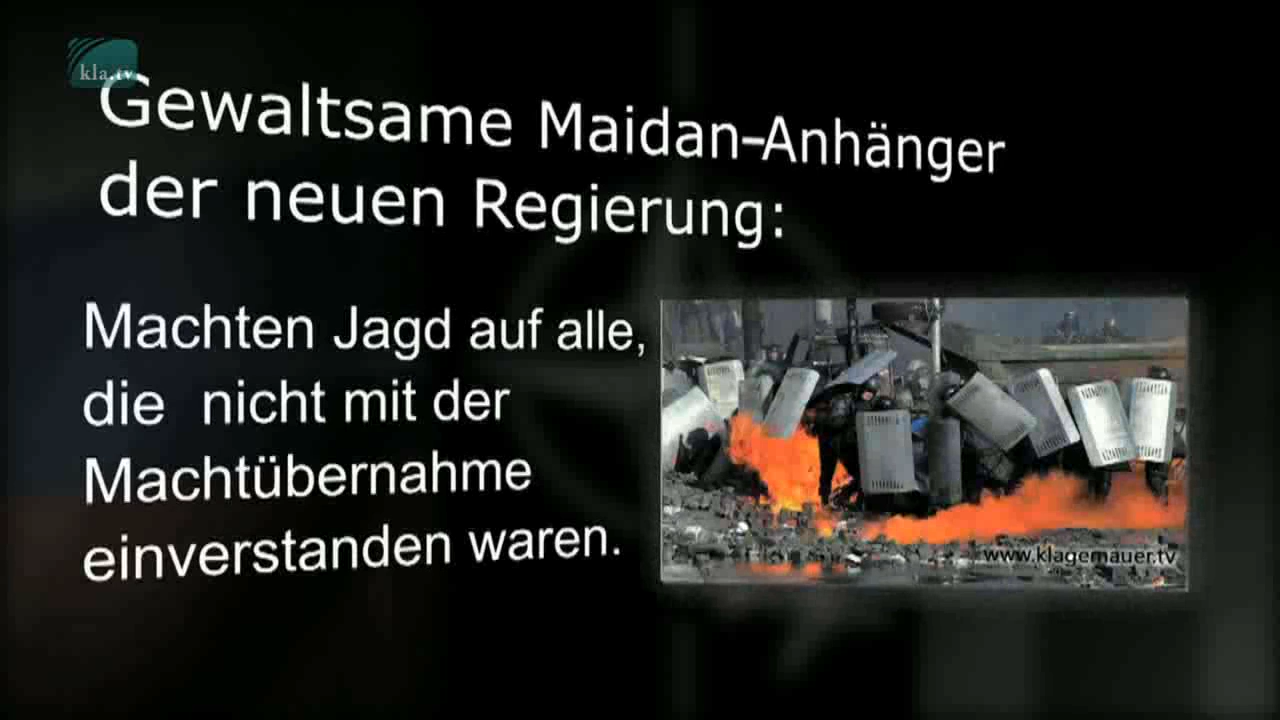 kla.tv
Gewaltsame Maidan-Anhänger
der neuen Regierung:
Machten Jagd auf alle,
die nicht mit der
Machtübernahme
einverstanden waren.
www.klagemauer.tv